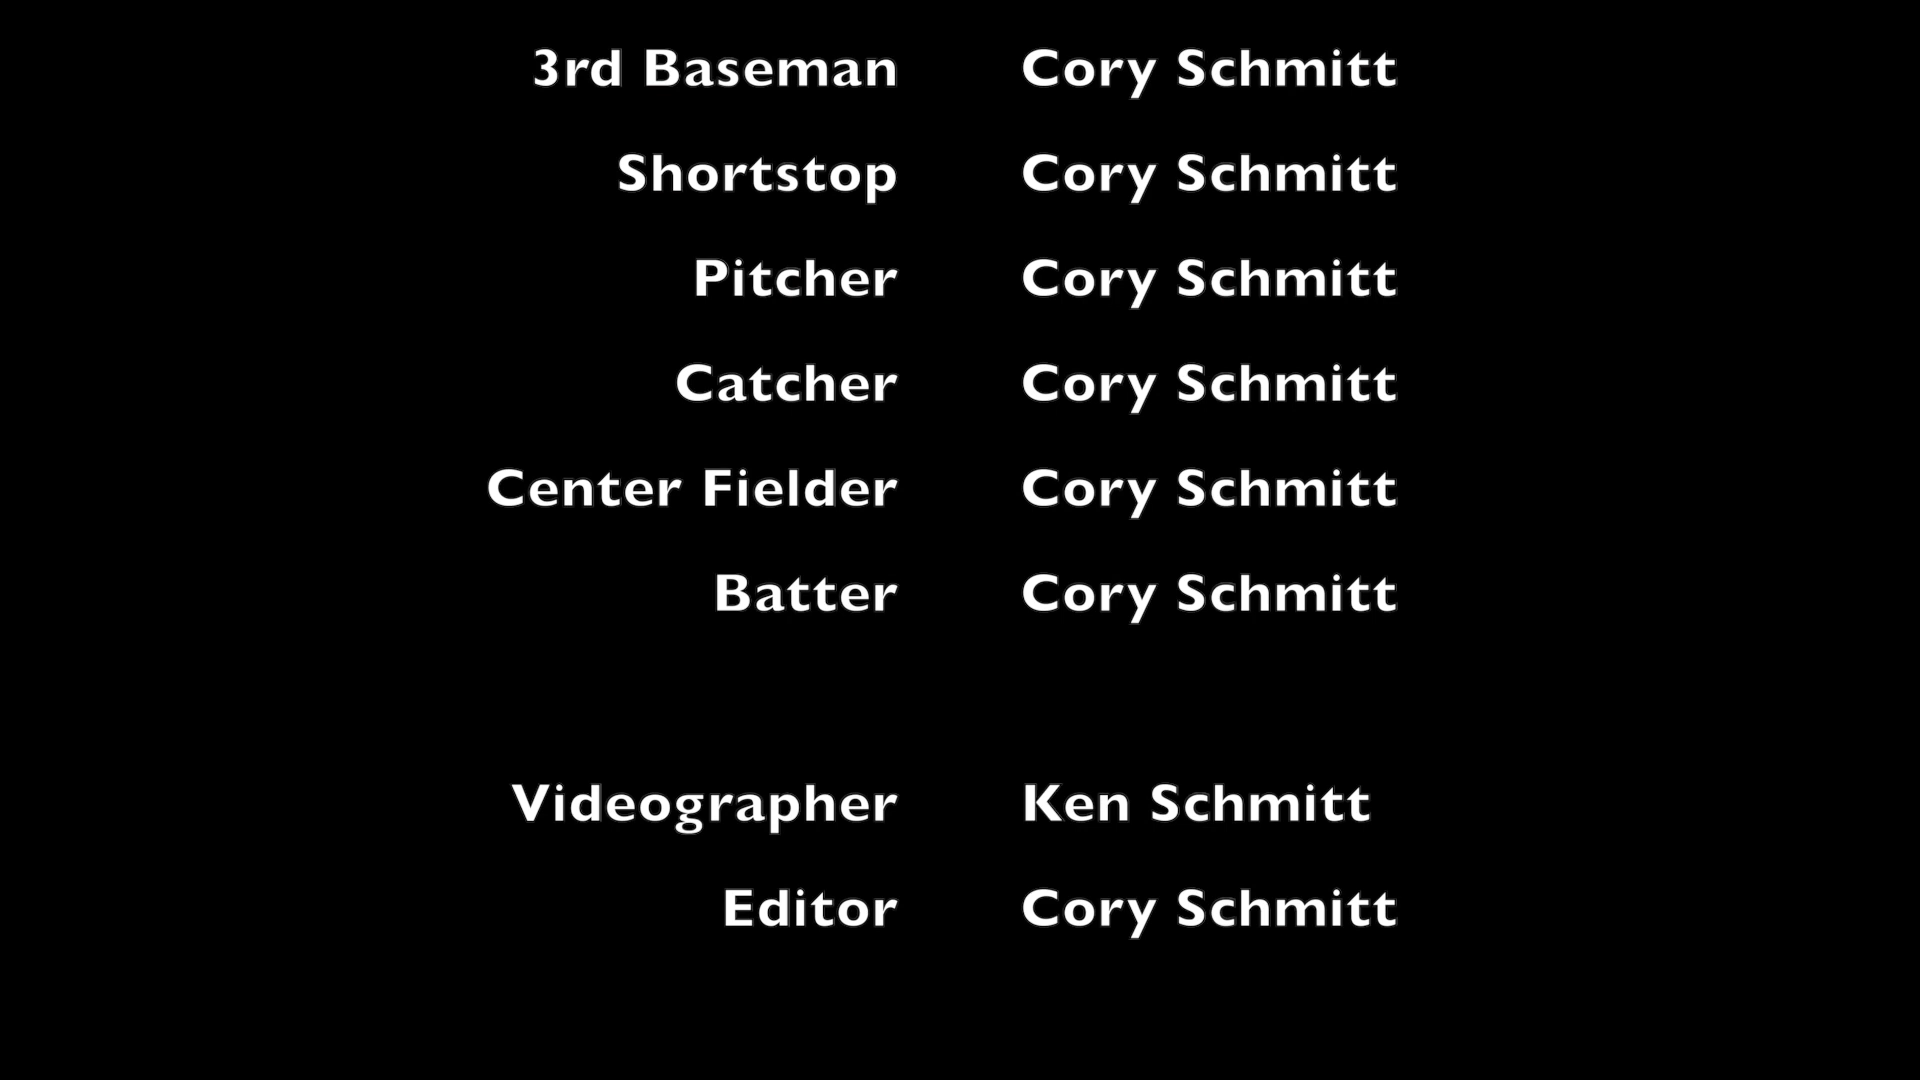 3rd Baseman Cory Schmitt
Shortstop Cory Schmitt
Pitcher Cory Schmitt
Catcher Cory Schmitt
Center Fielder Cory Schmitt
Batter Cory Schmitt
Videographer Ken Schmitt
Editor Cory Schmitt